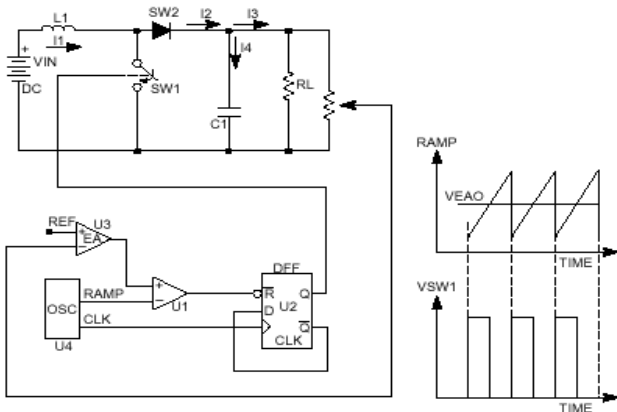 L1
SW2
I2
I3
I1
I4
+
VIN
DC
SW1
RL
C1
REF
U3
+
EA
−
RAMP
OSC
CLK
U4
+
−
U1
DFF
R
Q
U2
D
Q
CLK
RAMP
VEAO
TIME
VSW1
TIME